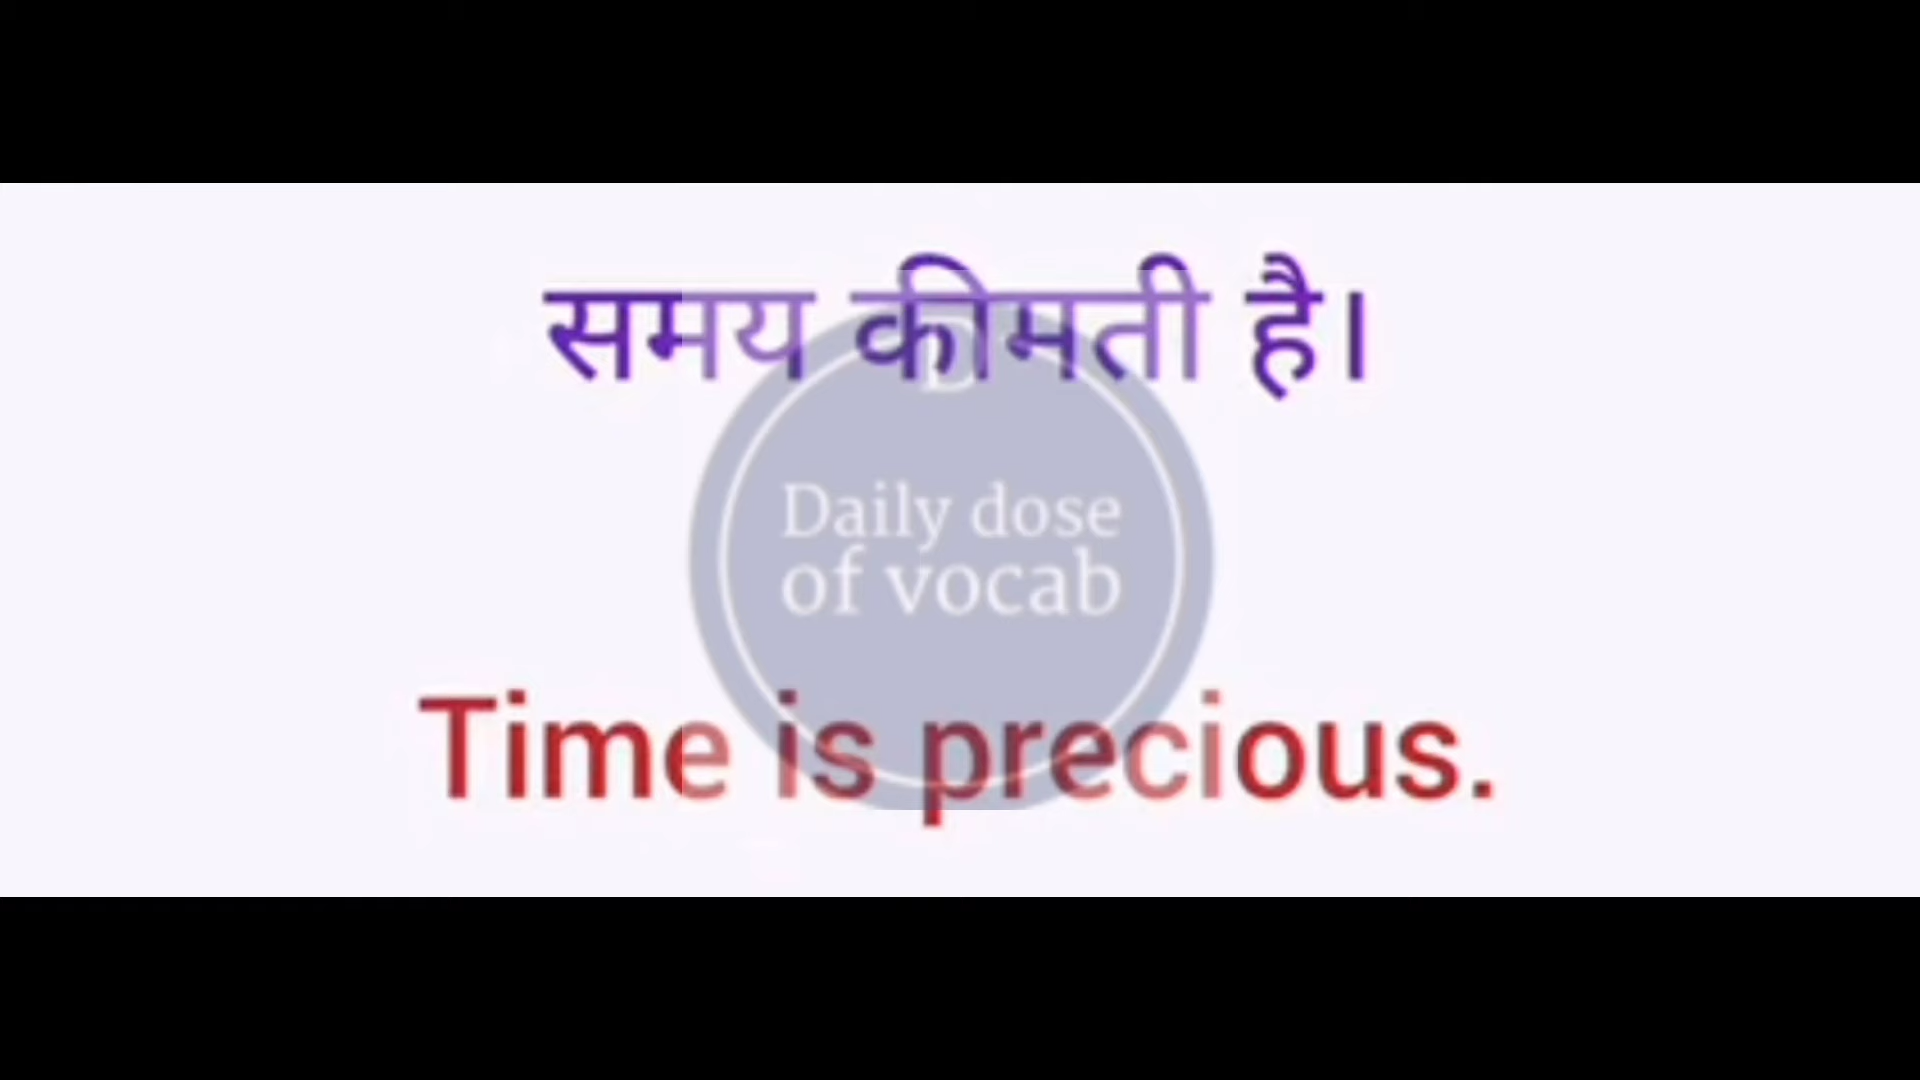 समय कीमती है।
Daily dose
of vocab
Time is precious.